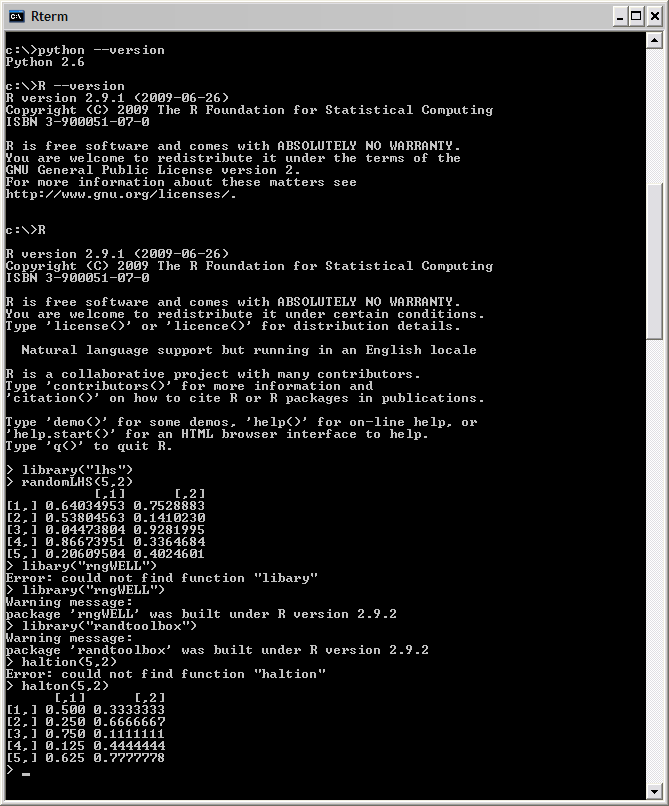 Rterm
c:\>python --version
Python 2.6
c:\>R --version
R version 2.9.1 (2009-06-26)
Copyright (C) 2009 The R Foundation for Statistical Computing
ISBN 3-900051-07-0
R is free software and comes with ABSOLUTELY NO WARRANTY.
You are welcome to redistribute it under the terms of the
GNU General Public License version 2.
For more information about these matters see
http://www.gnu.org/licenses/.
c:\>R
R version 2.9.1 (2009-06-26)
Copyright (C) 2009 The R Foundation for Statistical Computing
ISBN 3-900051-07-0
R is free software and comes with ABSOLUTELY NO WARRANTY.
You are welcome to redistribute it under certain conditions.
Type 'license()' or 'licence()' for distribution details.
  Natural language support but running in an English locale
R is a collaborative project with many contributors.
Type 'contributors()' for more information and
'citation()' on how to cite R or R packages in publications.
Type 'demo()' for some demos, 'help()' for on-line help, or
'help.start()' for an HTML browser interface to help.
Type 'q()' to quit R.
> library("lhs")
> randomLHS(5,2)
           [,1]      [,2]
[1,] 0.64034953 0.7528883
[2,] 0.53804563 0.1410230
[3,] 0.04473804 0.9281995
[4,] 0.86673951 0.3364684
[5,] 0.20609504 0.4024601
> libary("rngWELL")
Error: could not find function "libary"
> library("rngWELL")
Warning message:
package 'rngWELL' was built under R version 2.9.2
> library("randtoolbox")
Warning message:
package 'randtoolbox' was built under R version 2.9.2
> haltion(5,2)
Error: could not find function "haltion"
> halton(5,2)
      [,1]      [,2]
[1,] 0.500 0.3333333
[2,] 0.250 0.6666667
[3,] 0.750 0.1111111
[4,] 0.125 0.4444444
[5,] 0.625 0.7777778
> _